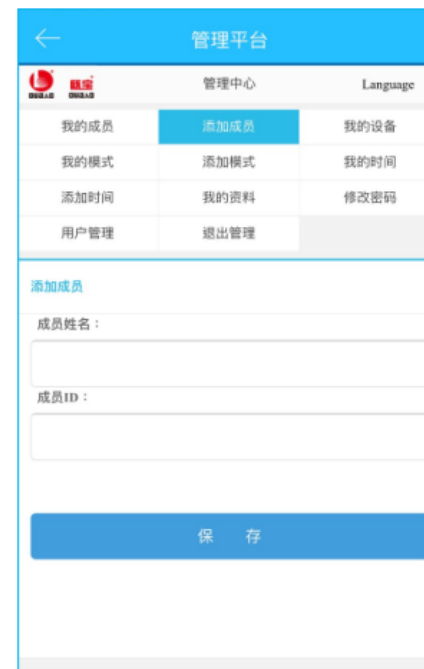 管理平台
瓯宝 管理中心 Language
我的成员 添加成员 我的设备
我的模式 添加模式 我的时间
添加时间 我的资料 修改密码
用户管理 退出管理
添加成员
成员姓名：
成员ID：
保 存